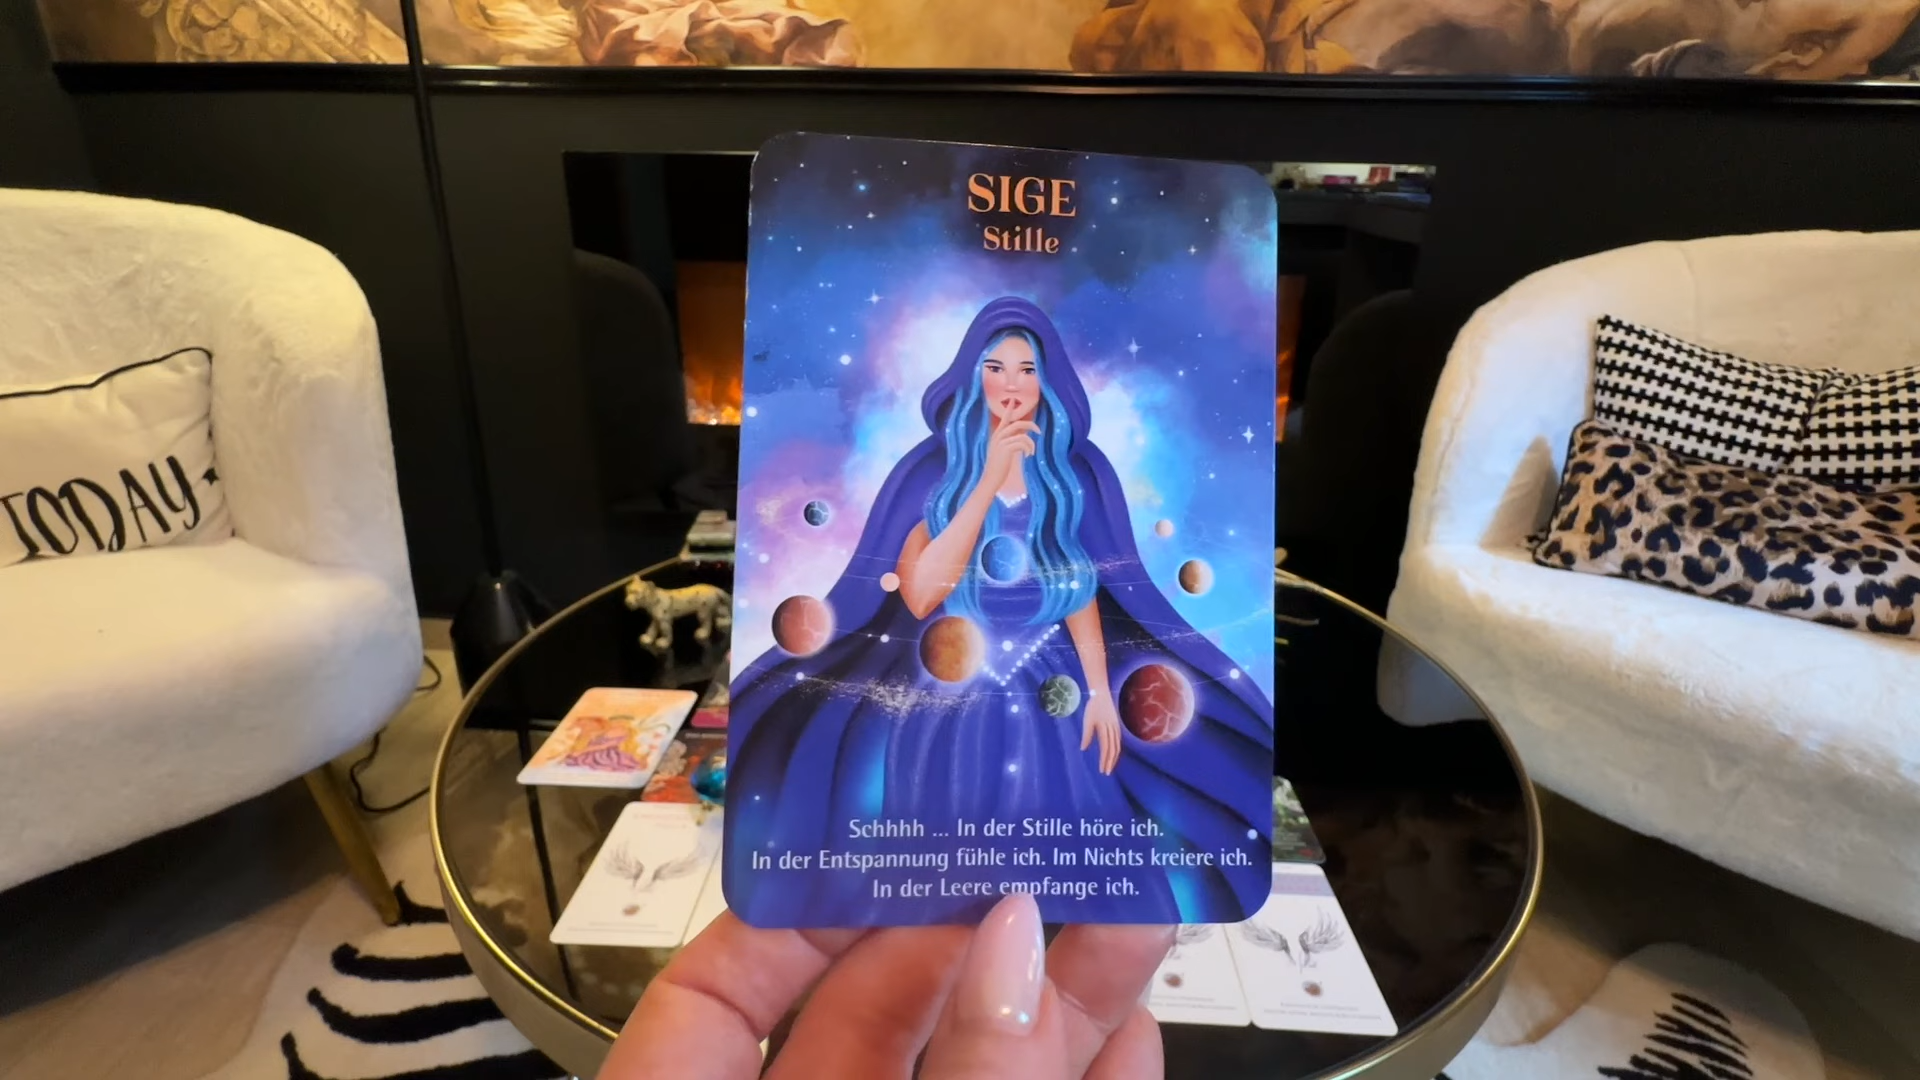 SIGE
Stille
TODAY
Schhhh ... In der Stille höre ich.
In der Entspannung fühle ich. Im Nichts kreiere ich.
In der Leere empfange ich.